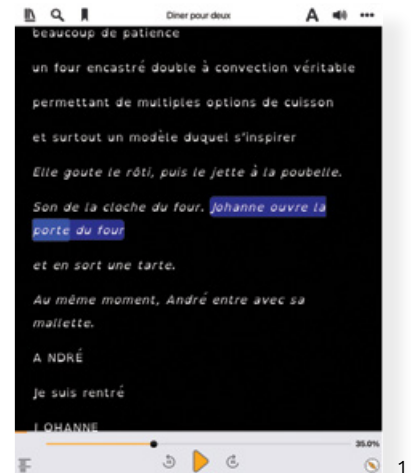 Diner pour deux
A
beaucoup de patience
un four encastré double à convection véritable
permettant de multiples options de cuisson
et surtout un modèle duquel s'inspirer
Elle goute le rôti, puis le jette à la poubelle.
Son de la cloche du four. Johanne ouvre la
porte du four
et en sort une tarte.
Au même moment, André entre avec sa
mallette.
A NDRÉ
Je suis rentré
J OHANNE
35.0%
1